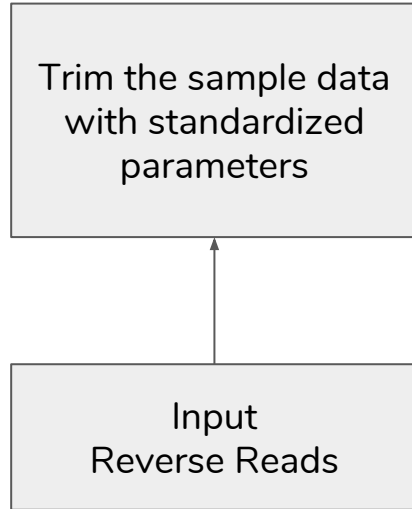 Trim the sample data
with standardized
parameters
Input
Reverse Reads